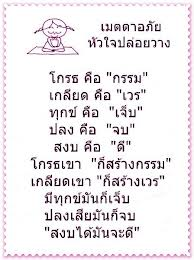 เมตตาอภัย
หัวใจปล่อยวาง
โกรธ คือ "กรรม"
เกลียด คือ "เวร"
ทุกข์ คือ "เจ็บ"
ปลง คือ "จบ"
สงบ คือ "ดี"
โกรธเขา "ก็สร้างกรรม"
เกลียดเขา "ก็สร้างเวร"
มีทุกข์มันก็เจ็บ
ปลงเสียมันก็จบ
"สงบได้มันจะดี"